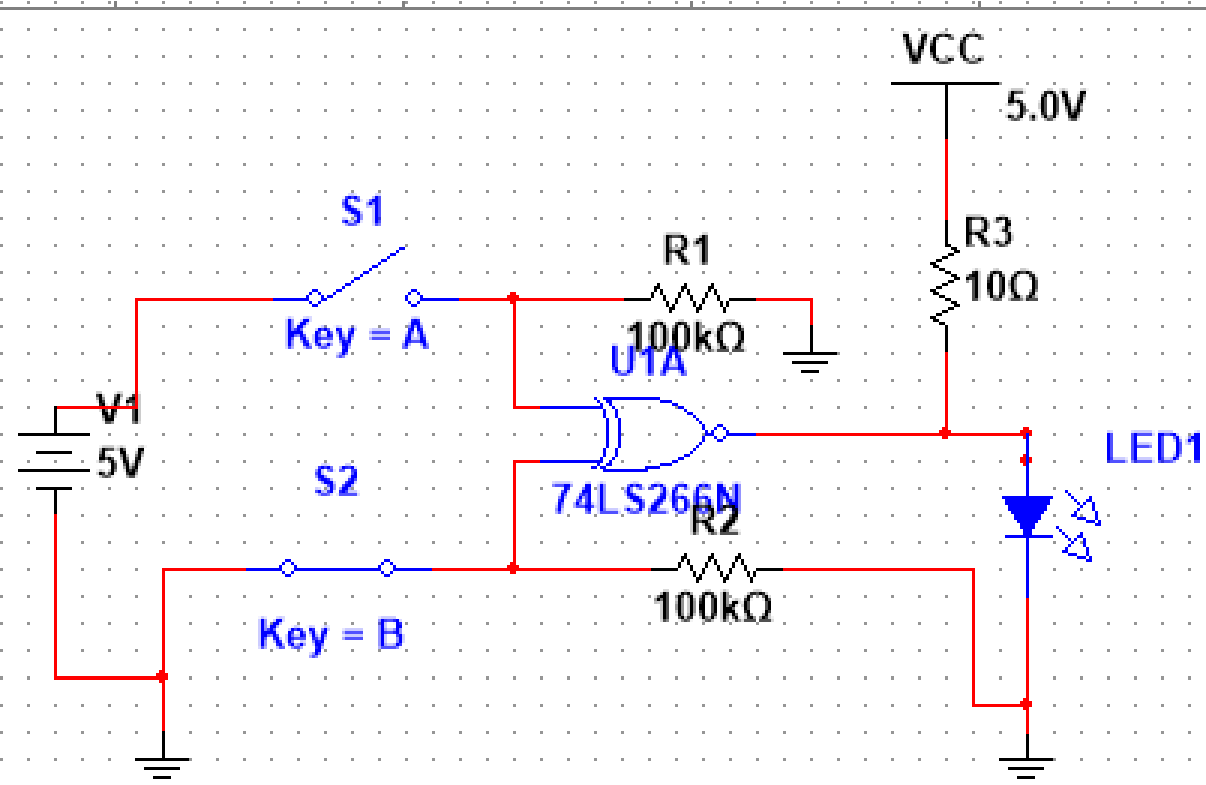 VCC
5.0V
S1
R1
R3
10Ω
Key = A
100kΩ
U1A
V1
5V
S2
LED1
74LS266N
R2
100kΩ
Key = B